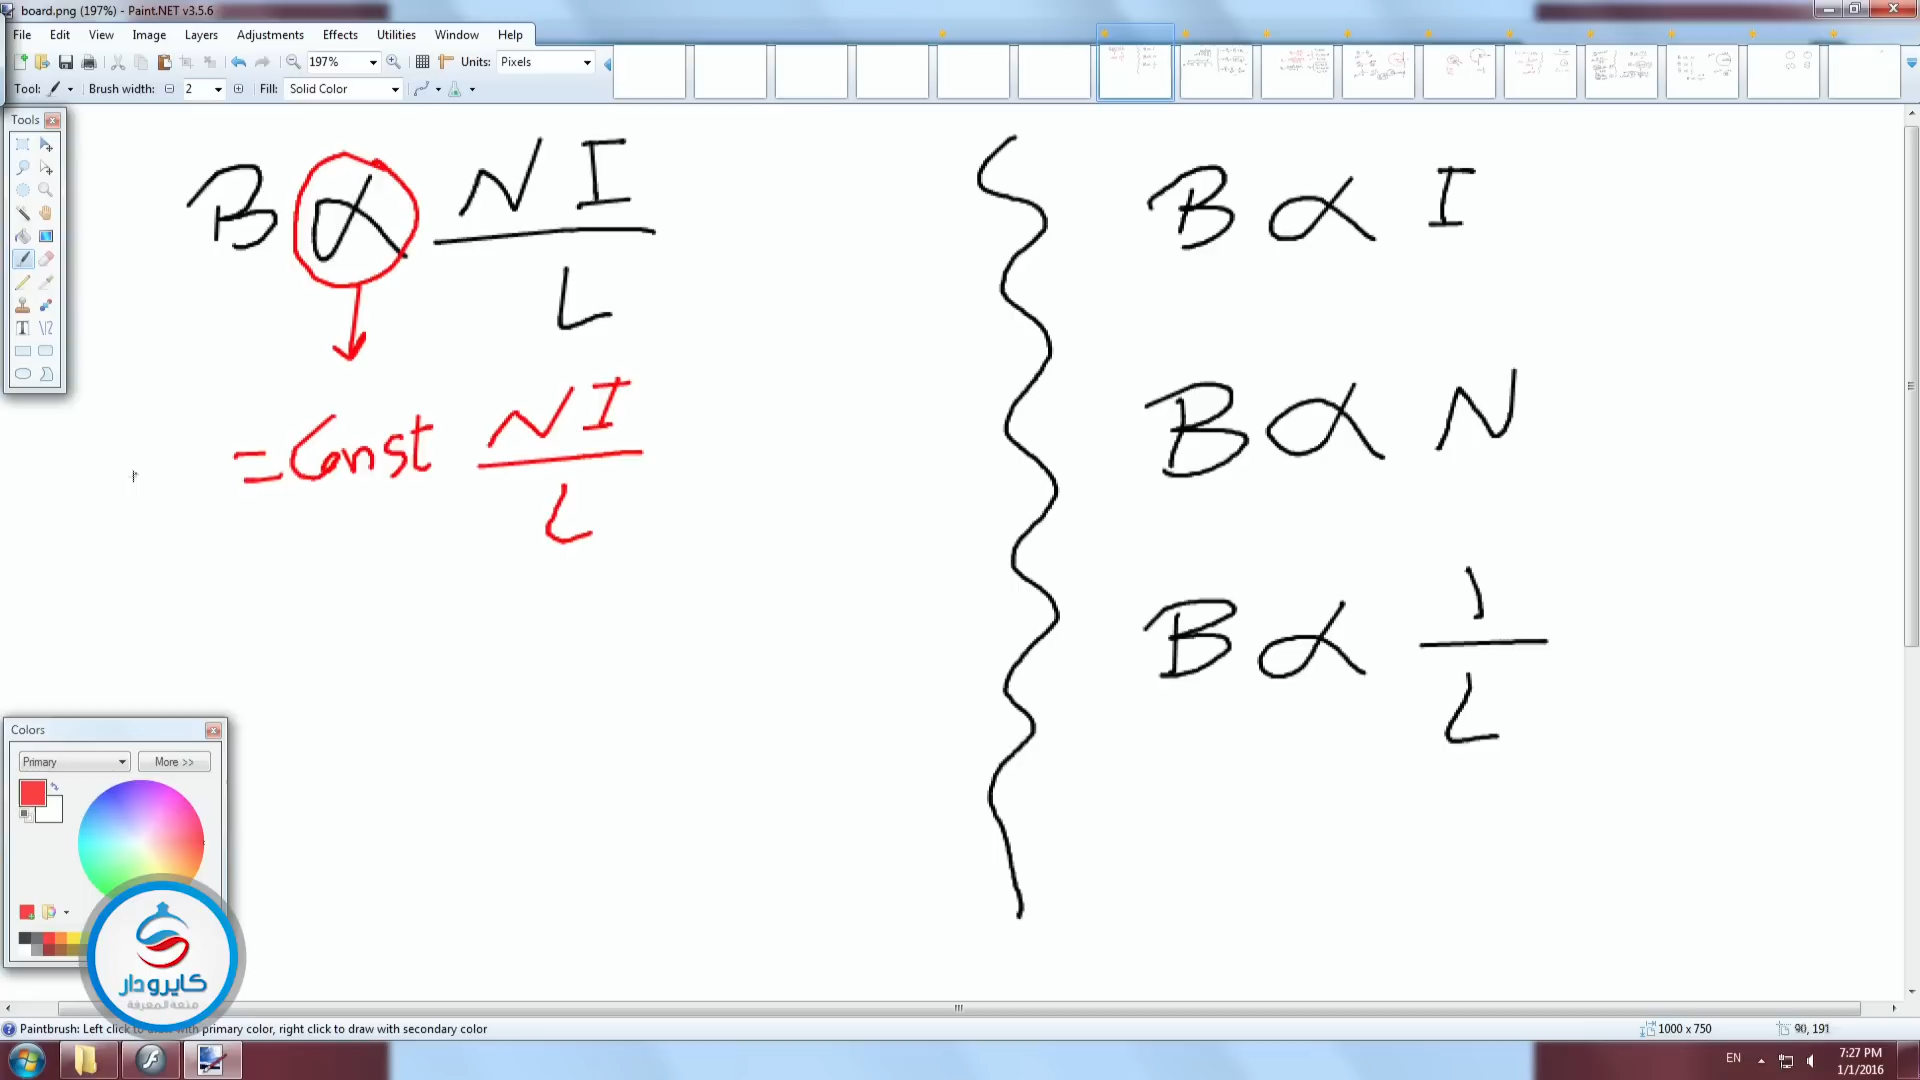 board.png (197%) - Paint.NET v3.5.6
File Edit View Image Layers Adjustments Effects Utilities Window Help
197% Units: Pixels
Tool: Brush width: 2 Fill: Solid Color
Tools
B α NI
L
= Const NI
L
B α I
B α N
B α 1
L
Colors
Primary More >>
كايرودار
متعة المعرفة
Paintbrush: Left click to draw with primary color, right click to draw with secondary color
1000 x 750
90, 191
EN
7:27 PM
1/1/2016